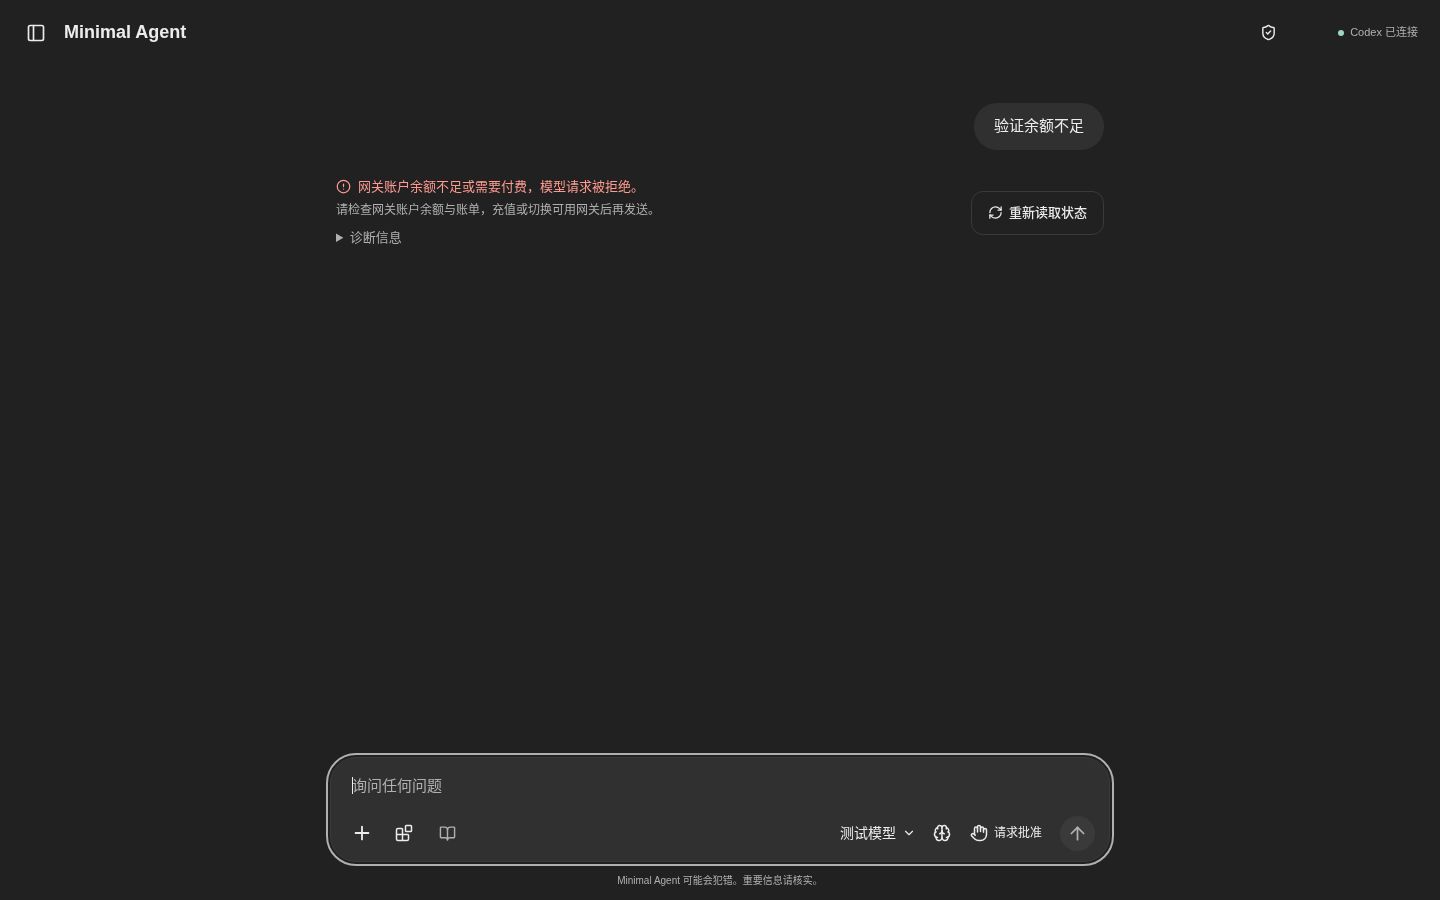 Minimal Agent
Codex 已连接
验证余额不足
网关账户余额不足或需要付费，模型请求被拒绝。
请检查网关账户余额与账单，充值或切换可用网关后再发送。
重新读取状态
诊断信息
询问任何问题
测试模型
请求批准
Minimal Agent 可能会犯错。重要信息请核实。